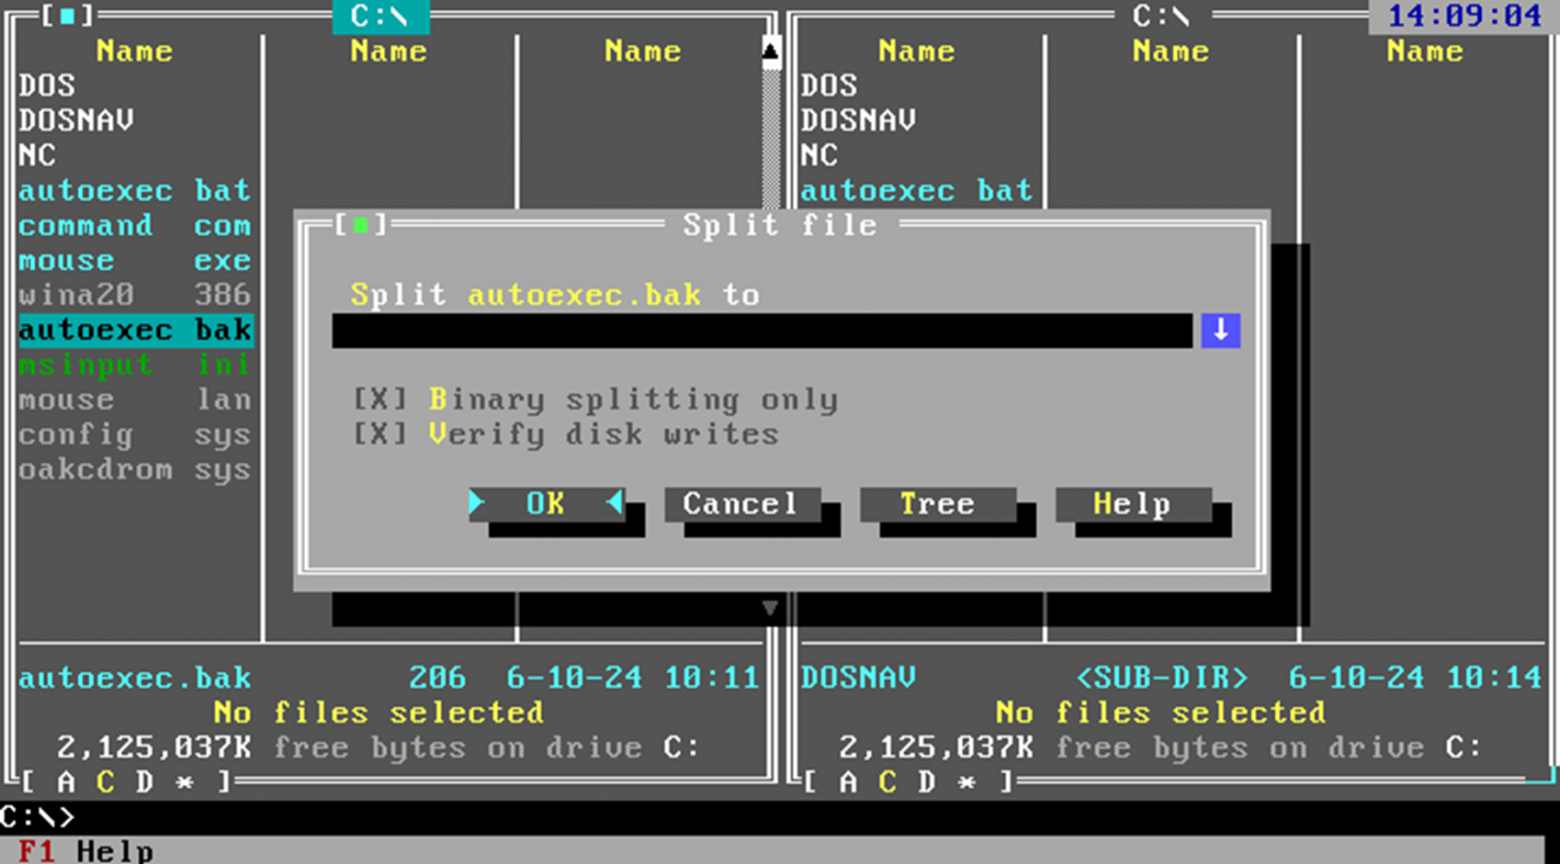 C:\ C:\ 14:09:04
Name Name Name Name Name Name
DOS DOS
DOSNAV DOSNAV
NC NC
autoexec bat autoexec bat
command com
mouse exe
wina20 386
autoexec bak
msinput ini
mouse lan
config sys
oakcdrom sys
Split file
Split autoexec.bak to
[X] Binary splitting only
[X] Verify disk writes
OK Cancel Tree Help
autoexec.bak 206 6-10-24 10:11 DOSNAV <SUB-DIR> 6-10-24 10:14
No files selected No files selected
2,125,037K free bytes on drive C: 2,125,037K free bytes on drive C:
[ A C D * ] [ A C D * ]
C:\>
F1 Help